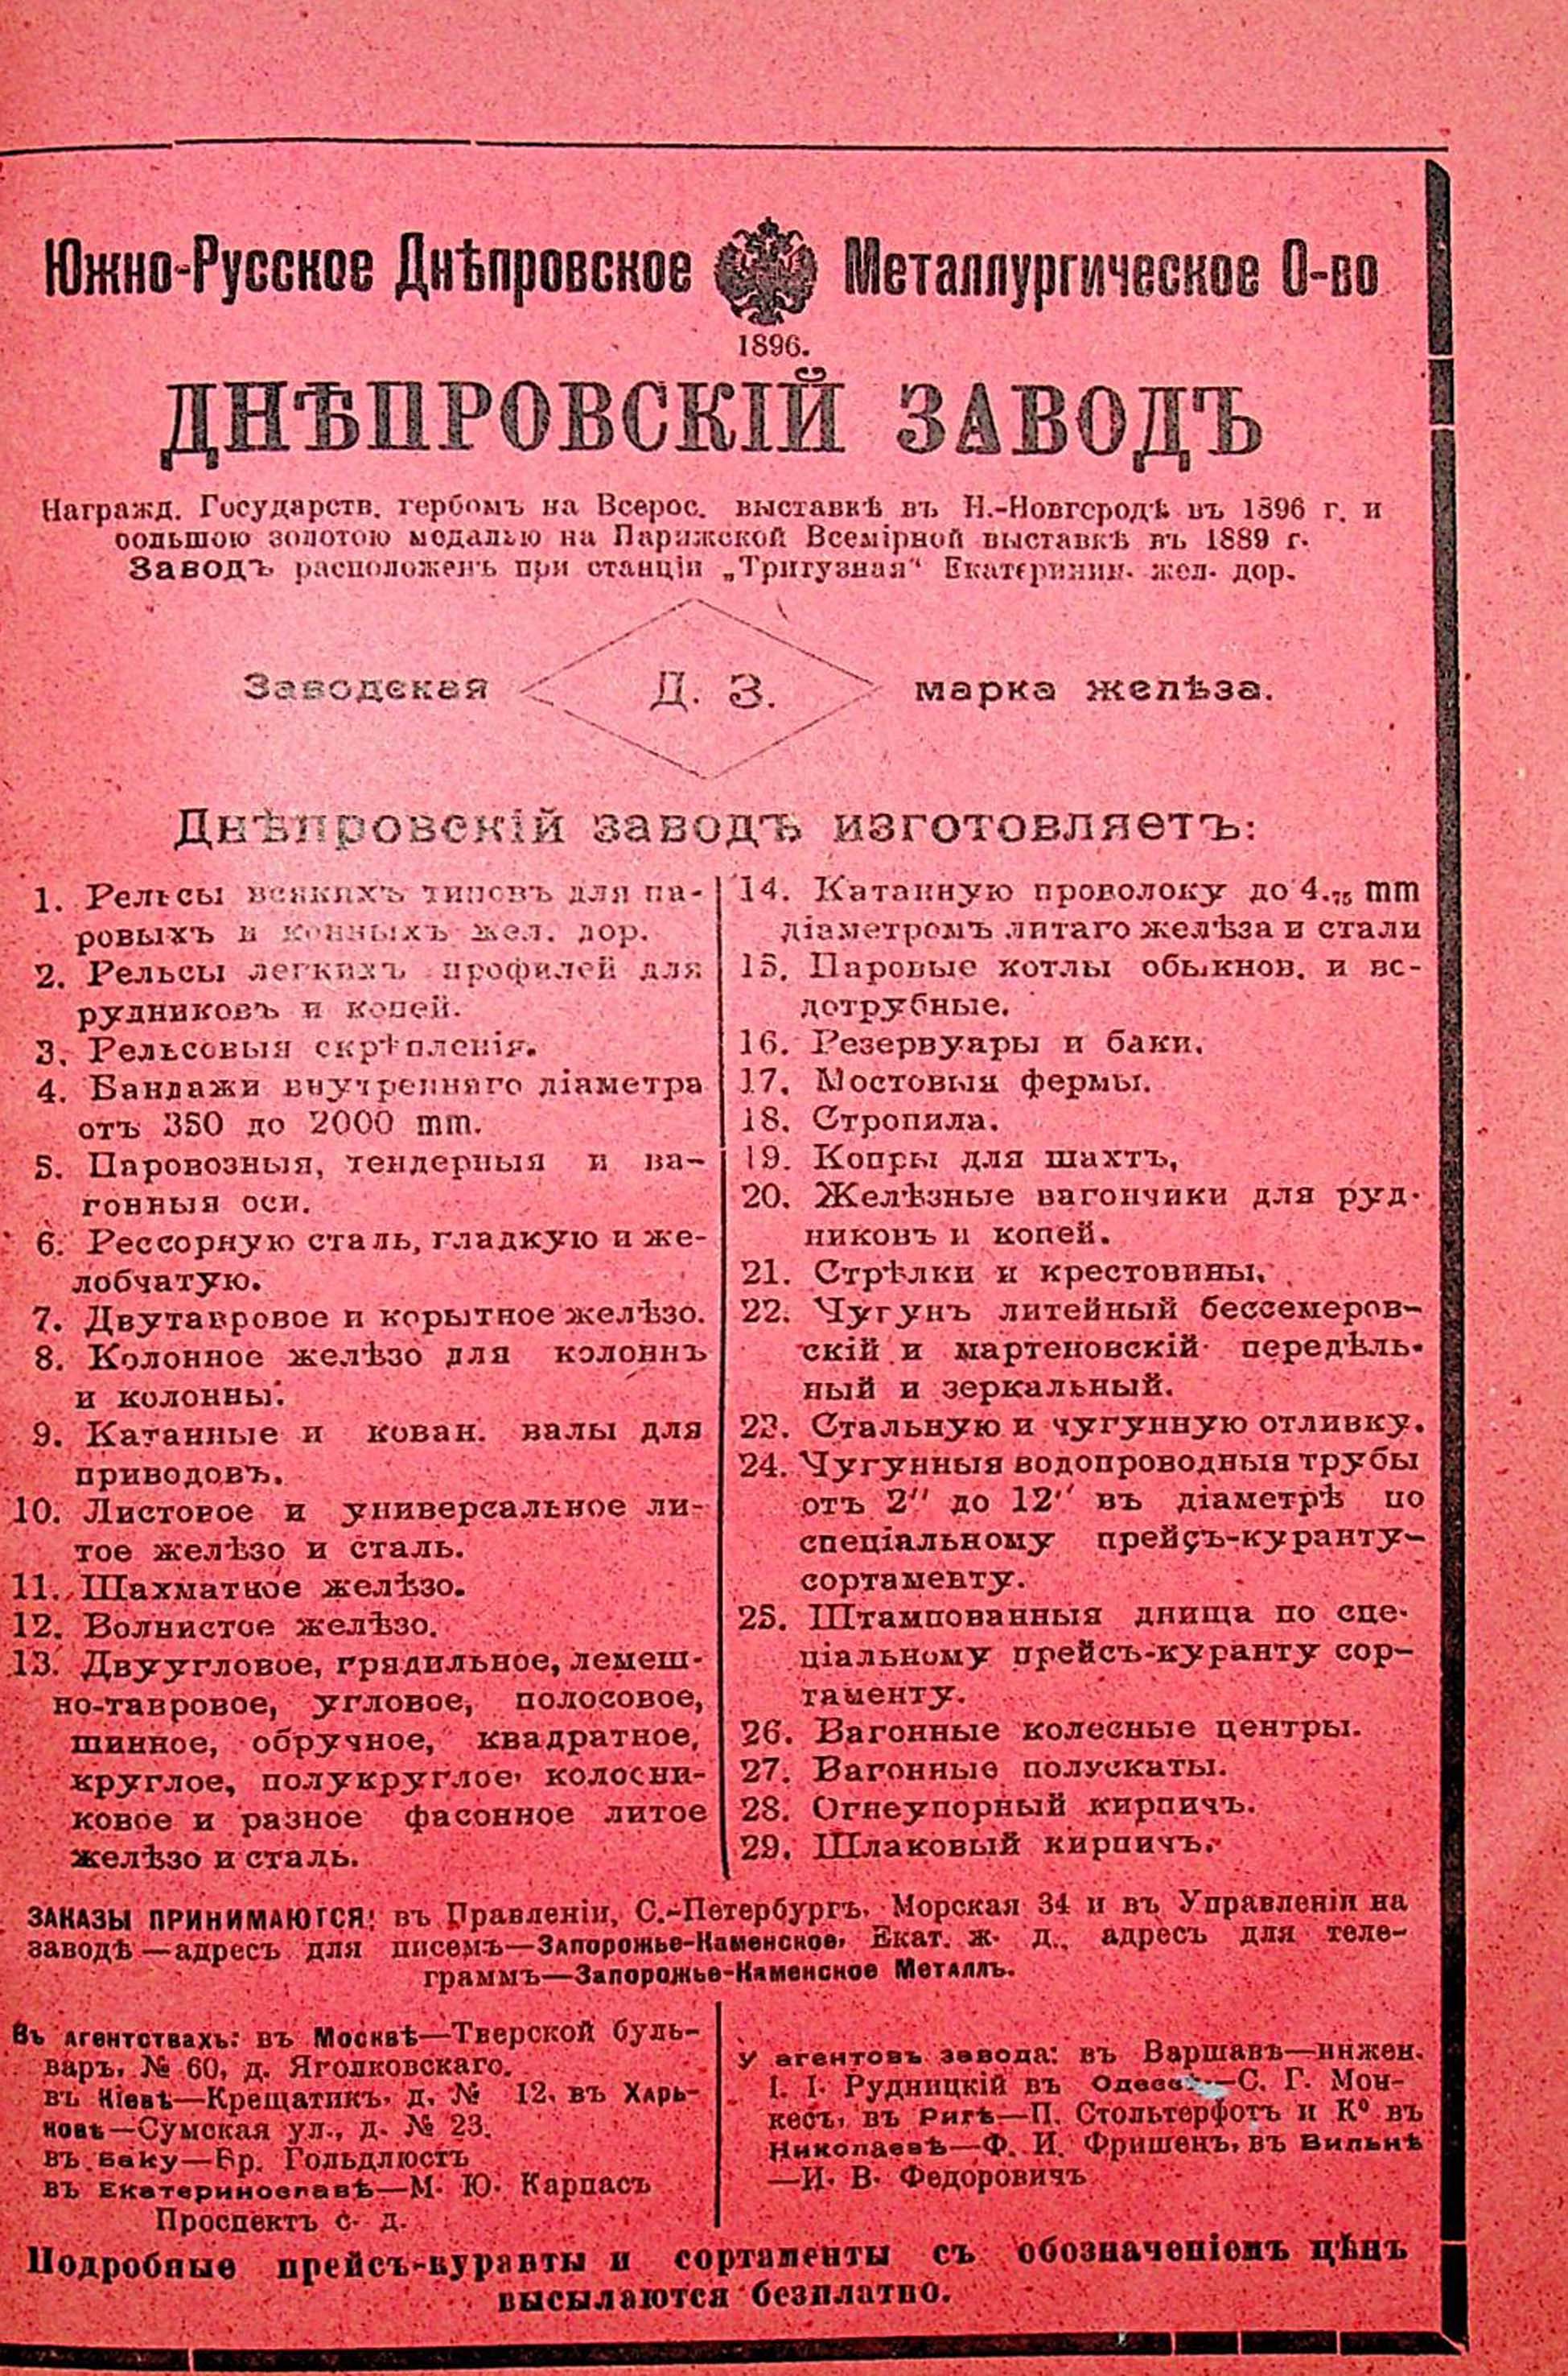 Южно-Русское Днѣпровское Металлургическое О-во
1896.
ДНѢПРОВСКІЙ ЗАВОДЪ
Награжд. Государств. гербомъ на Всерос. выставкѣ въ Н.-Новгородѣ въ 1896 г. и
большою золотою медалью на Парижской Всемірной выставкѣ въ 1889 г.
Заводъ расположенъ при станціи „Тригузная“ Екатеринин. жел. дор.
Заводская Д. З. марка желѣза.
Днѣпровскій заводъ изготовляетъ:
1. Рельсы всякихъ типовъ для па-
ровыхъ и конныхъ жел. дор.
2. Рельсы легкихъ профилей для
рудниковъ и копей.
3. Рельсовыя скрѣпленія.
4. Бандажи внутренняго діаметра
отъ 350 до 2000 mm.
5. Паровозныя, тендерныя и ва-
гонныя оси.
6. Рессорную сталь, гладкую и же-
лобчатую.
7. Двутавровое и корытное желѣзо.
8. Колонное желѣзо для колоннъ
и колонны.
9. Катанные и кован. валы для
приводовъ.
10. Листовое и универсальное ли-
тое желѣзо и сталь.
11. Шахматное желѣзо.
12. Волнистое желѣзо.
13. Двуугловое, грядильное, лемеш-
но-тавровое, угловое, полосовое,
шинное, обручное, квадратное,
круглое, полукруглое, колосни-
ковое и разное фасонное литое
желѣзо и сталь.
14. Катанную проволоку до 4.₇₅ mm
діаметромъ литаго желѣза и стали
15. Паровые котлы обыкнов. и во-
дотрубные.
16. Резервуары и баки.
17. Мостовыя фермы.
18. Стропила.
19. Копры для шахтъ,
20. Желѣзные вагончики для руд-
никовъ и копей.
21. Стрѣлки и крестовины.
22. Чугунъ литейный бессемеров-
скій и мартеновскій передѣль-
ный и зеркальный.
23. Стальную и чугунную отливку.
24. Чугунныя водопроводныя трубы
отъ 2″ до 12″ въ діаметрѣ по
спеціальному прейсъ-куранту-
сортаменту.
25. Штампованныя днища по спе-
ціальному прейсъ-куранту сор-
таменту.
26. Вагонные колесные центры.
27. Вагонные полускаты.
28. Огнеупорный кирпичъ.
29. Шлаковый кирпичъ.
ЗАКАЗЫ ПРИНИМАЮТСЯ: въ Правленіи, С.-Петербургъ, Морская 34 и въ Управленіи на
заводѣ—адресъ для писемъ—Запорожье-Каменское, Екат. ж. д., адресъ для теле-
граммъ—Запорожье-Каменское Металлъ.
Въ агентствахъ: въ Москвѣ—Тверской буль-
варъ, № 60, д. Яголковскаго.
въ Кіевѣ—Крещатикъ, д. № 12, въ Харь-
ковѣ—Сумская ул., д. № 23.
въ Баку—Бр. Гольдлюстъ
въ Екатеринославѣ—М. Ю. Карпасъ
Проспектъ с. д.
У агентовъ завода: въ Варшавѣ—инжен.
I. I. Рудницкій въ Одессѣ—С. Г. Мон-
кесъ, въ Ригѣ—П. Стольтерфотъ и К° въ
Николаевѣ—Ф. И. Фришенъ, въ Вильнѣ
—И. В. Федоровичъ
Подробные прейсъ-куранты и сортаменты съ обозначеніемъ цѣнъ
высылаются безплатно.